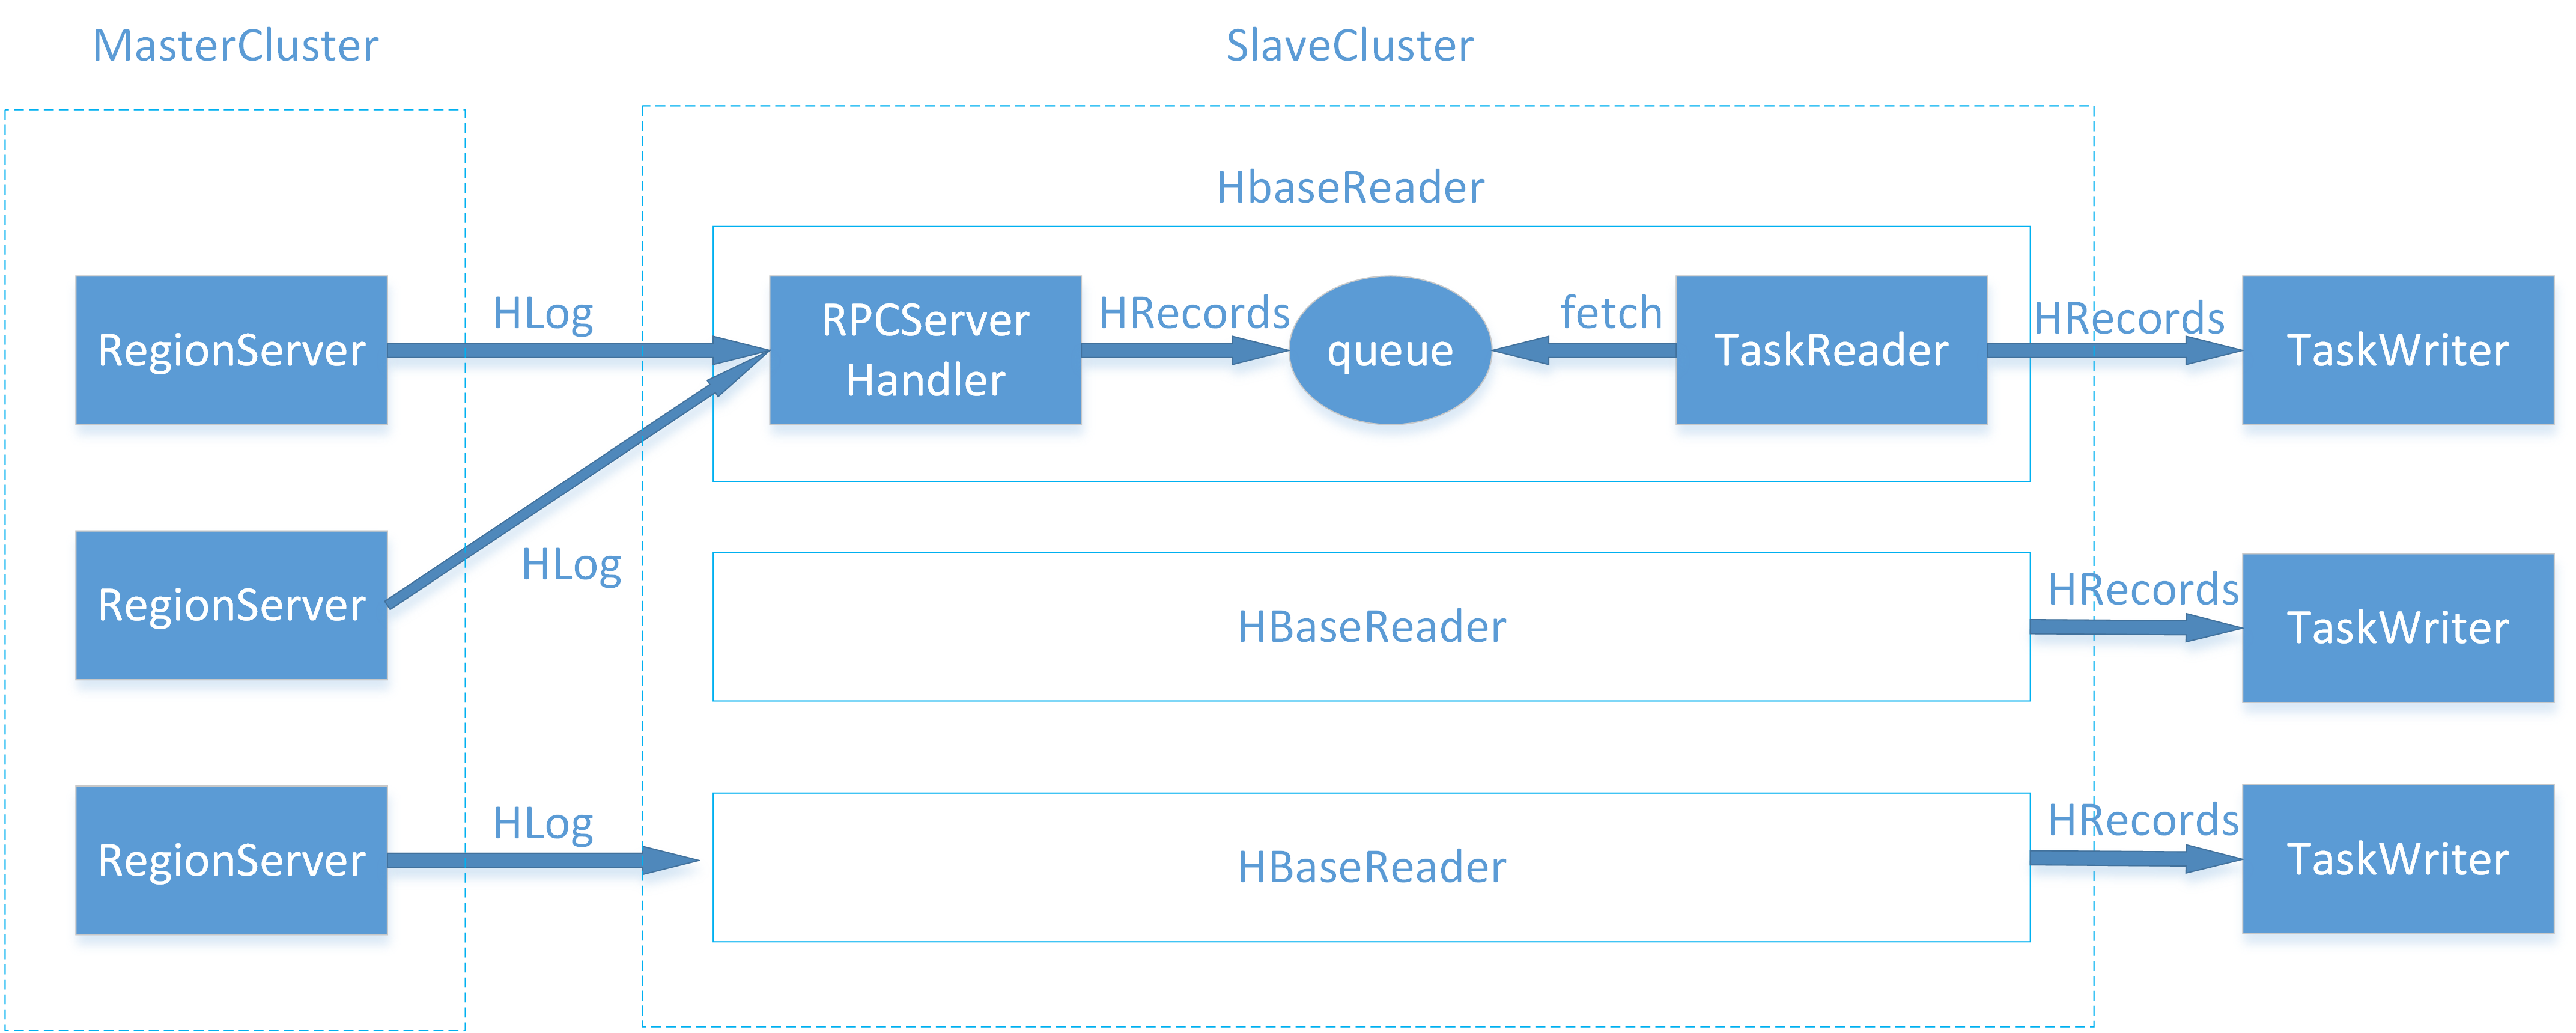 MasterCluster
SlaveCluster
HbaseReader
RegionServer
HLog
RPCServer
Handler
HRecords
queue
fetch
TaskReader
HRecords
TaskWriter
RegionServer
HLog
HBaseReader
HRecords
TaskWriter
RegionServer
HLog
HBaseReader
HRecords
TaskWriter